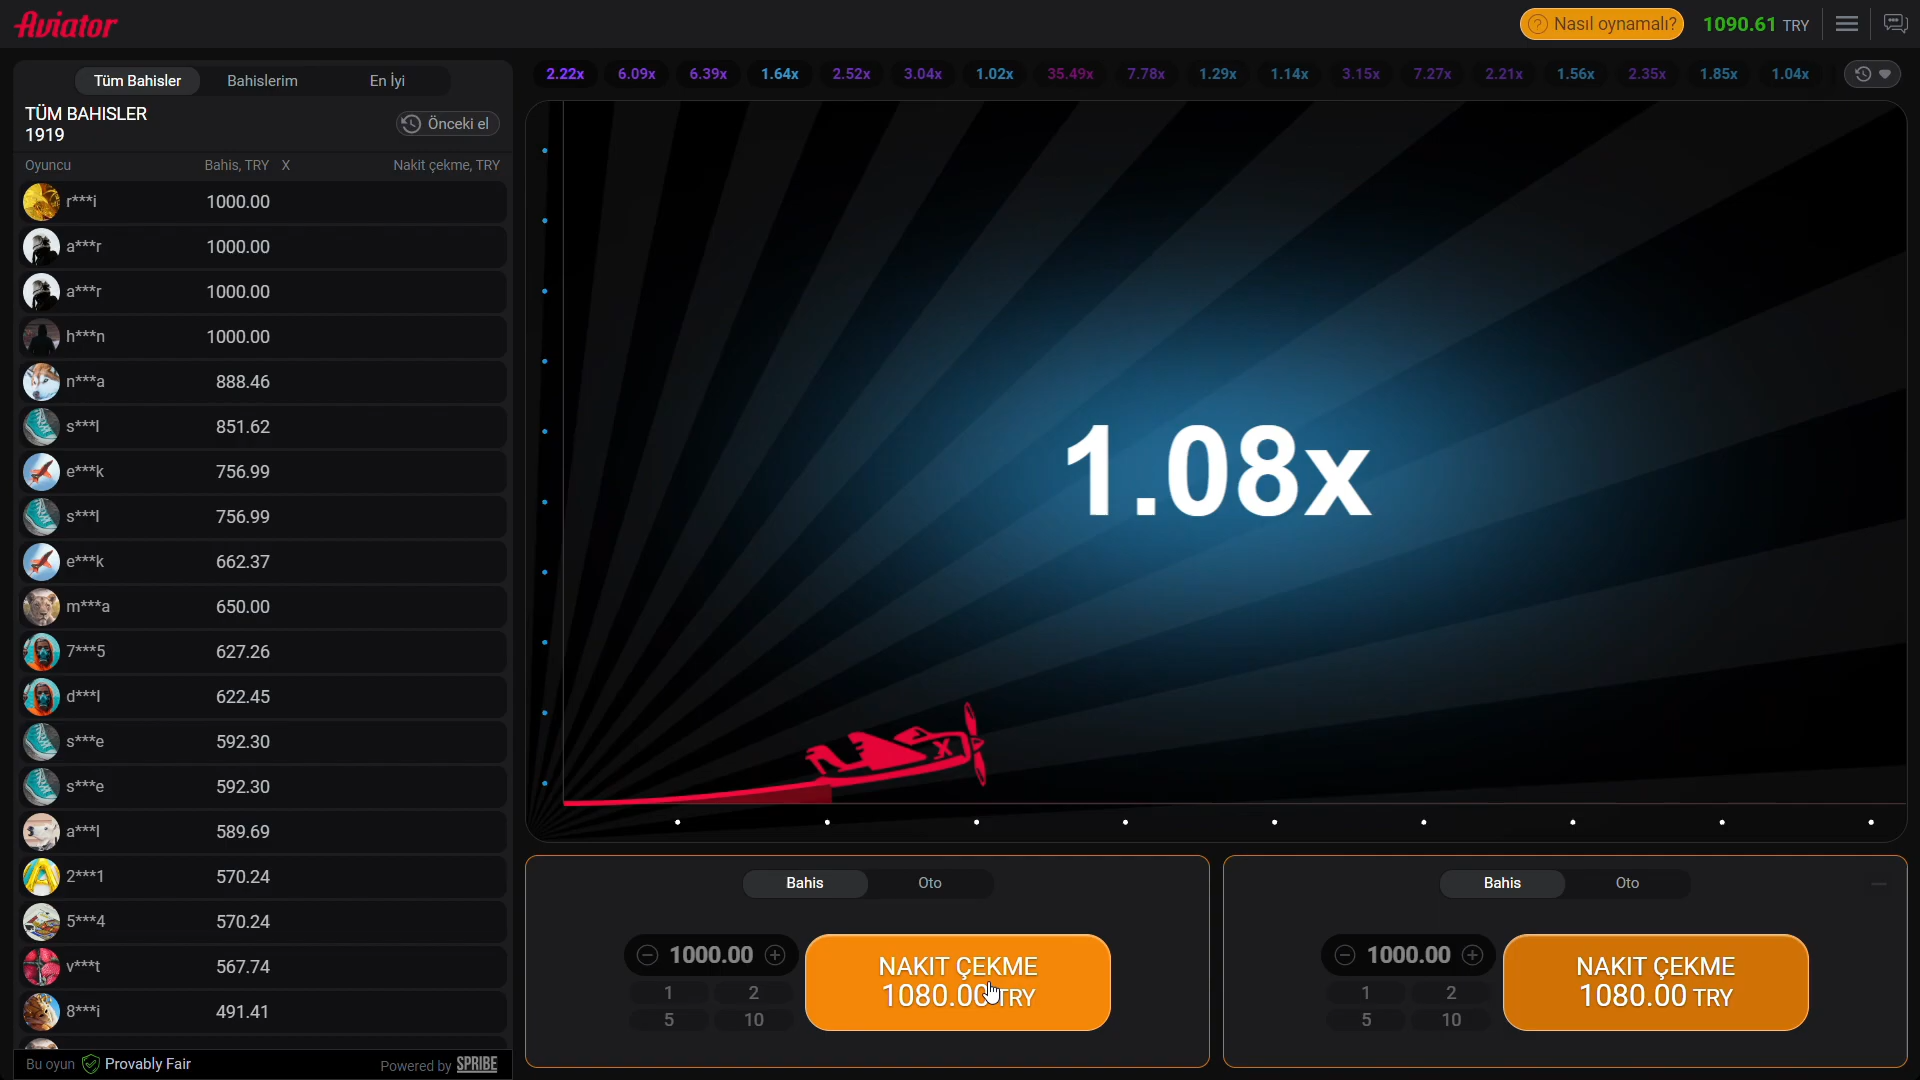 Aviator
Nasıl oynamalı?
1090.61 TRY
Tüm Bahisler Bahislerim En İyi
2.22x 6.09x 6.39x 1.64x 2.52x 3.04x 1.02x 35.49x 7.78x 1.29x 1.14x 3.15x 7.27x 2.21x 1.56x 2.35x 1.85x 1.04x
TÜM BAHISLER
1919
Önceki el
Oyuncu Bahis, TRY X Nakit çekme, TRY
r***i 1000.00
a***r 1000.00
a***r 1000.00
h***n 1000.00
n***a 888.46
s***l 851.62
e***k 756.99
s***l 756.99
e***k 662.37
m***a 650.00
7***5 627.26
d***l 622.45
s***e 592.30
s***e 592.30
a***l 589.69
2***1 570.24
5***4 570.24
v***t 567.74
8***i 491.41
Bu oyun Provably Fair
Powered by SPRIBE
1.08x
X
Bahis Oto
1000.00
1 2
5 10
NAKIT ÇEKME
1080.00 TRY
Bahis Oto
1000.00
1 2
5 10
NAKIT ÇEKME
1080.00 TRY